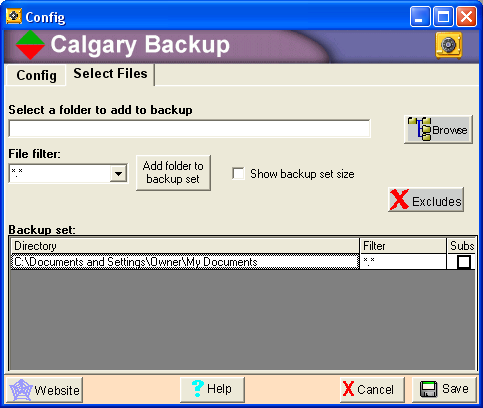 Config
Calgary Backup
Config Select Files
Select a folder to add to backup
Browse
File filter:
*.*
Add folder to
backup set
Show backup set size
Excludes
Backup set:
Directory Filter Subs
C:\Documents and Settings\Owner\My Documents *.*
Website Help Cancel Save